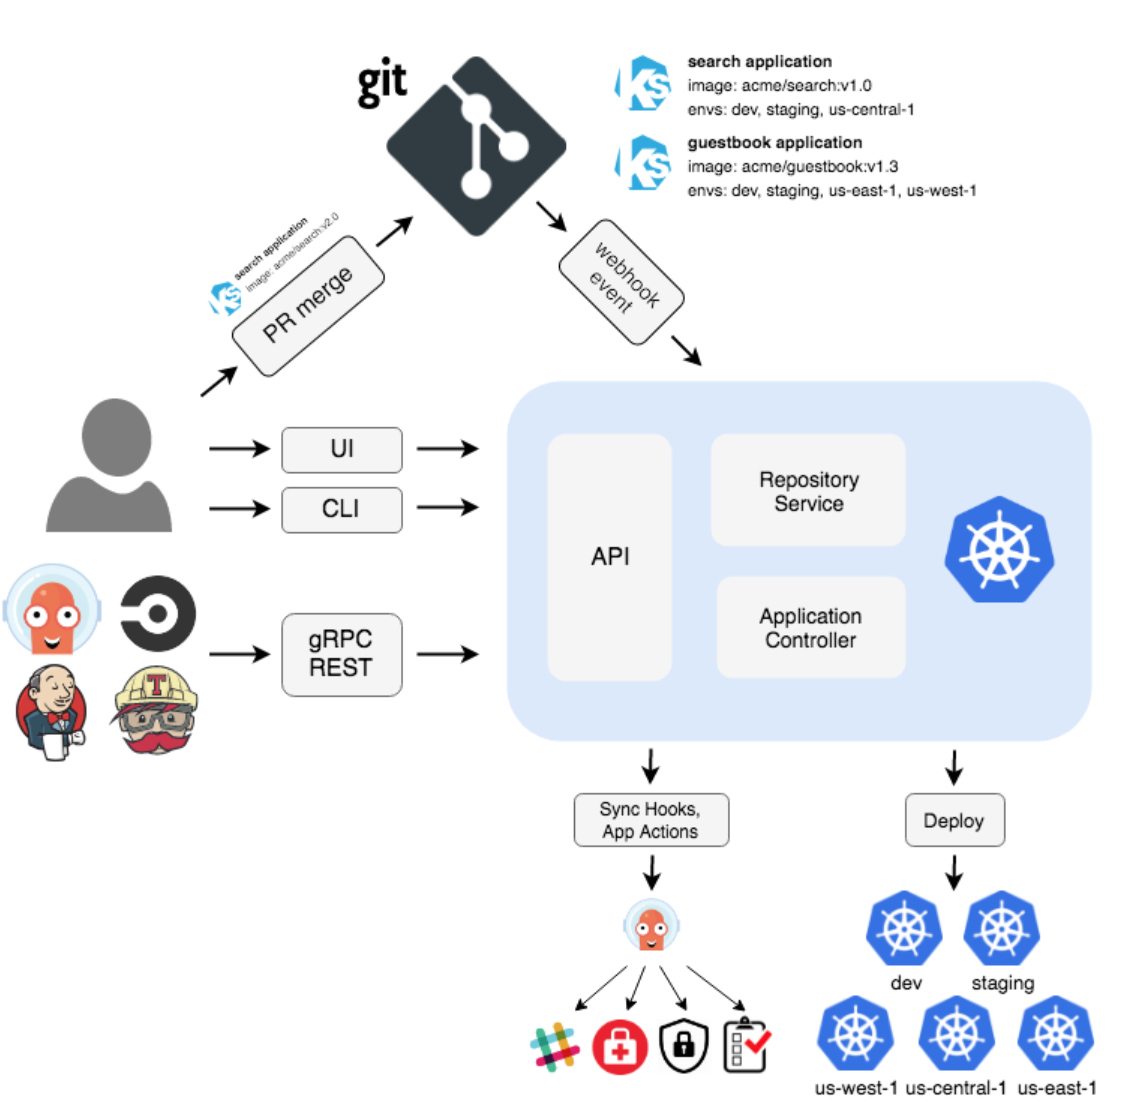 git
search application
image: acme/search:v1.0
envs: dev, staging, us-central-1
guestbook application
image: acme/guestbook:v1.3
envs: dev, staging, us-east-1, us-west-1
Ks
Ks
search application
image: acme/search:v2.0
Ks
PR merge
webhook
event
UI
CLI
gRPC
REST
API
Repository
Service
Application
Controller
T
Sync Hooks,
App Actions
Deploy
dev
staging
us-west-1
us-central-1
us-east-1